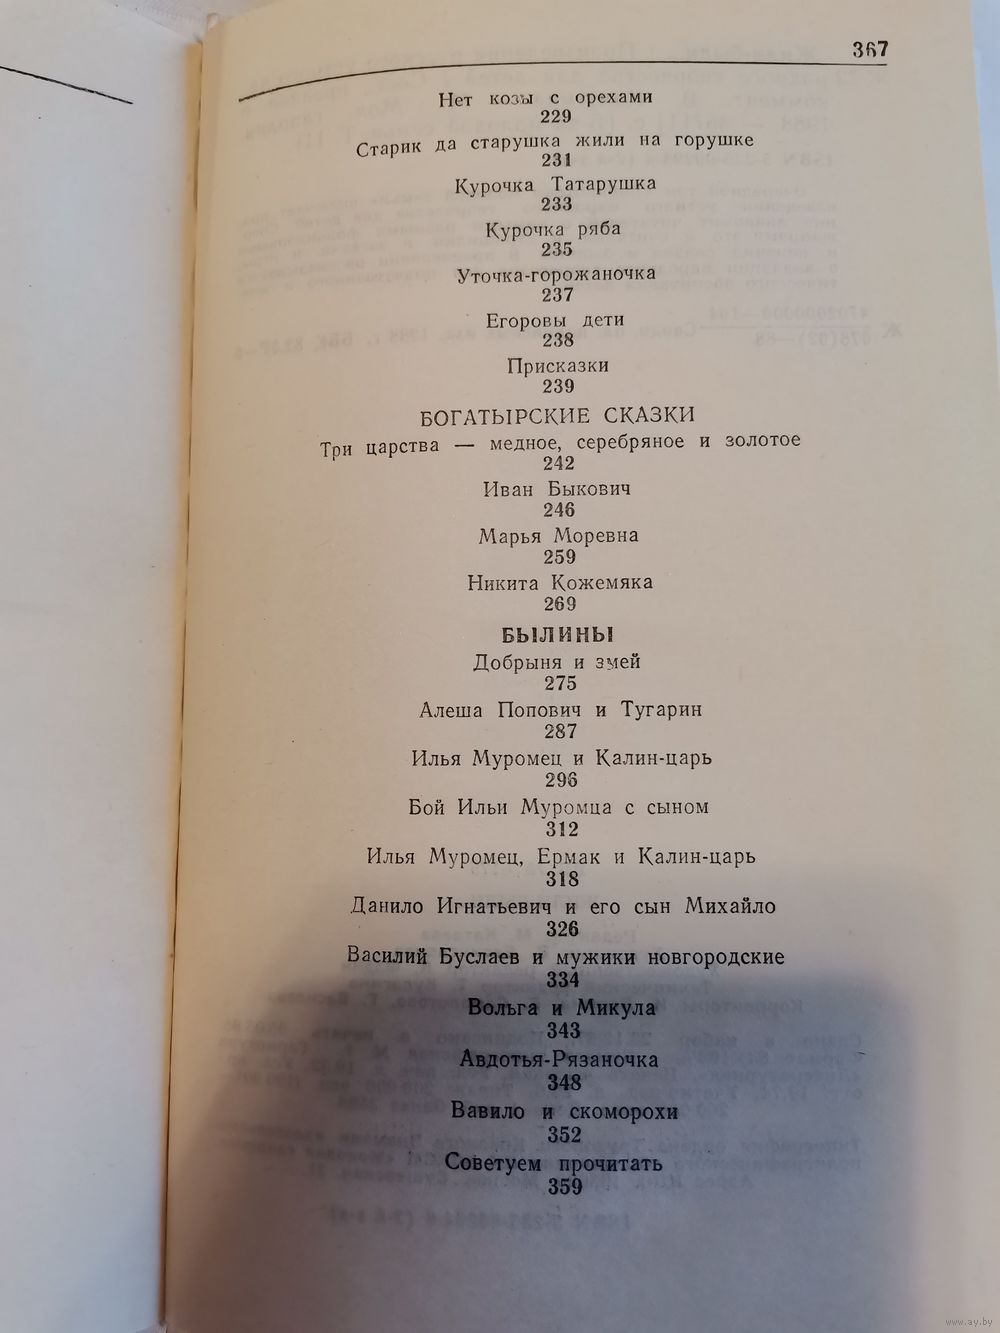 367
Нет козы с орехами
229
Старик да старушка жили на горушке
231
Курочка Татарушка
233
Курочка ряба
235
Уточка-горожаночка
237
Егоровы дети
238
Присказки
239
БОГАТЫРСКИЕ СКАЗКИ
Три царства — медное, серебряное и золотое
242
Иван Быкович
246
Марья Моревна
259
Никита Кожемяка
269
БЫЛИНЫ
Добрыня и змей
275
Алеша Попович и Тугарин
287
Илья Муромец и Калин-царь
296
Бой Ильи Муромца с сыном
312
Илья Муромец, Ермак и Калин-царь
318
Данило Игнатьевич и его сын Михайло
326
Василий Буслаев и мужики новгородские
334
Вольга и Микула
343
Авдотья-Рязаночка
348
Вавило и скоморохи
352
Советуем прочитать
359
www.ay.by